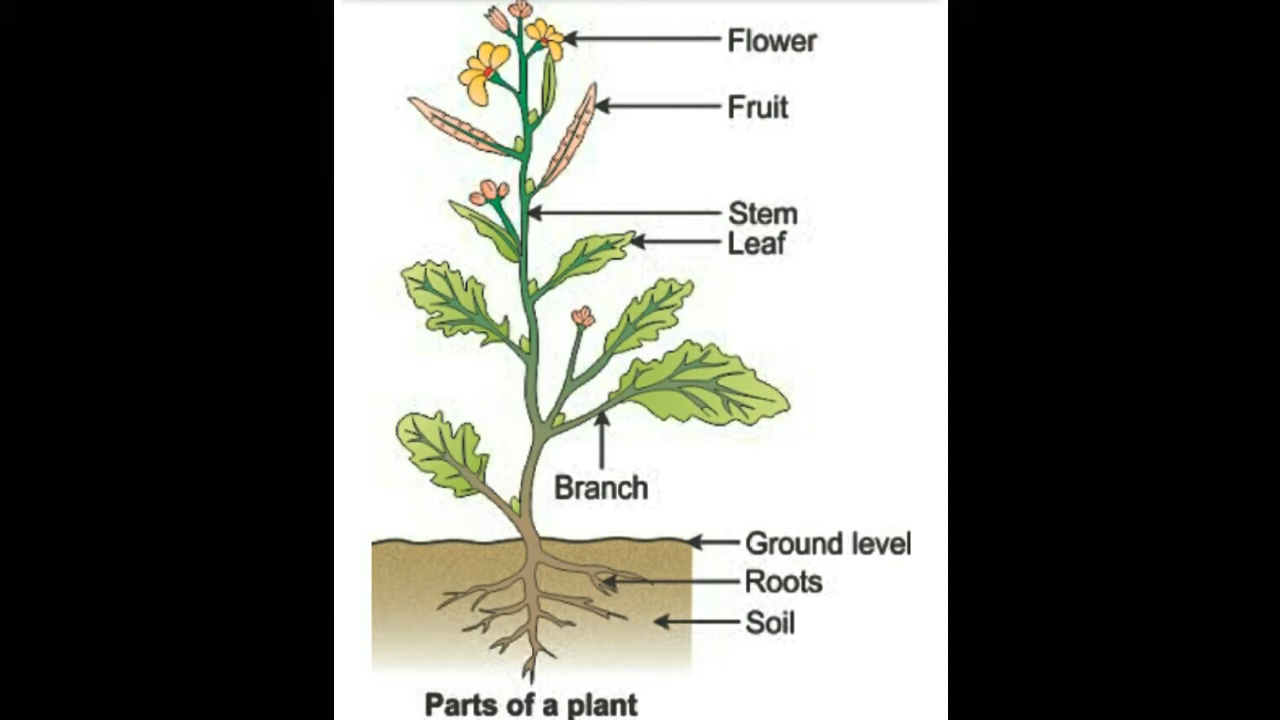 Flower
Fruit
Stem
Leaf
Branch
Ground level
Roots
Soil
Parts of a plant